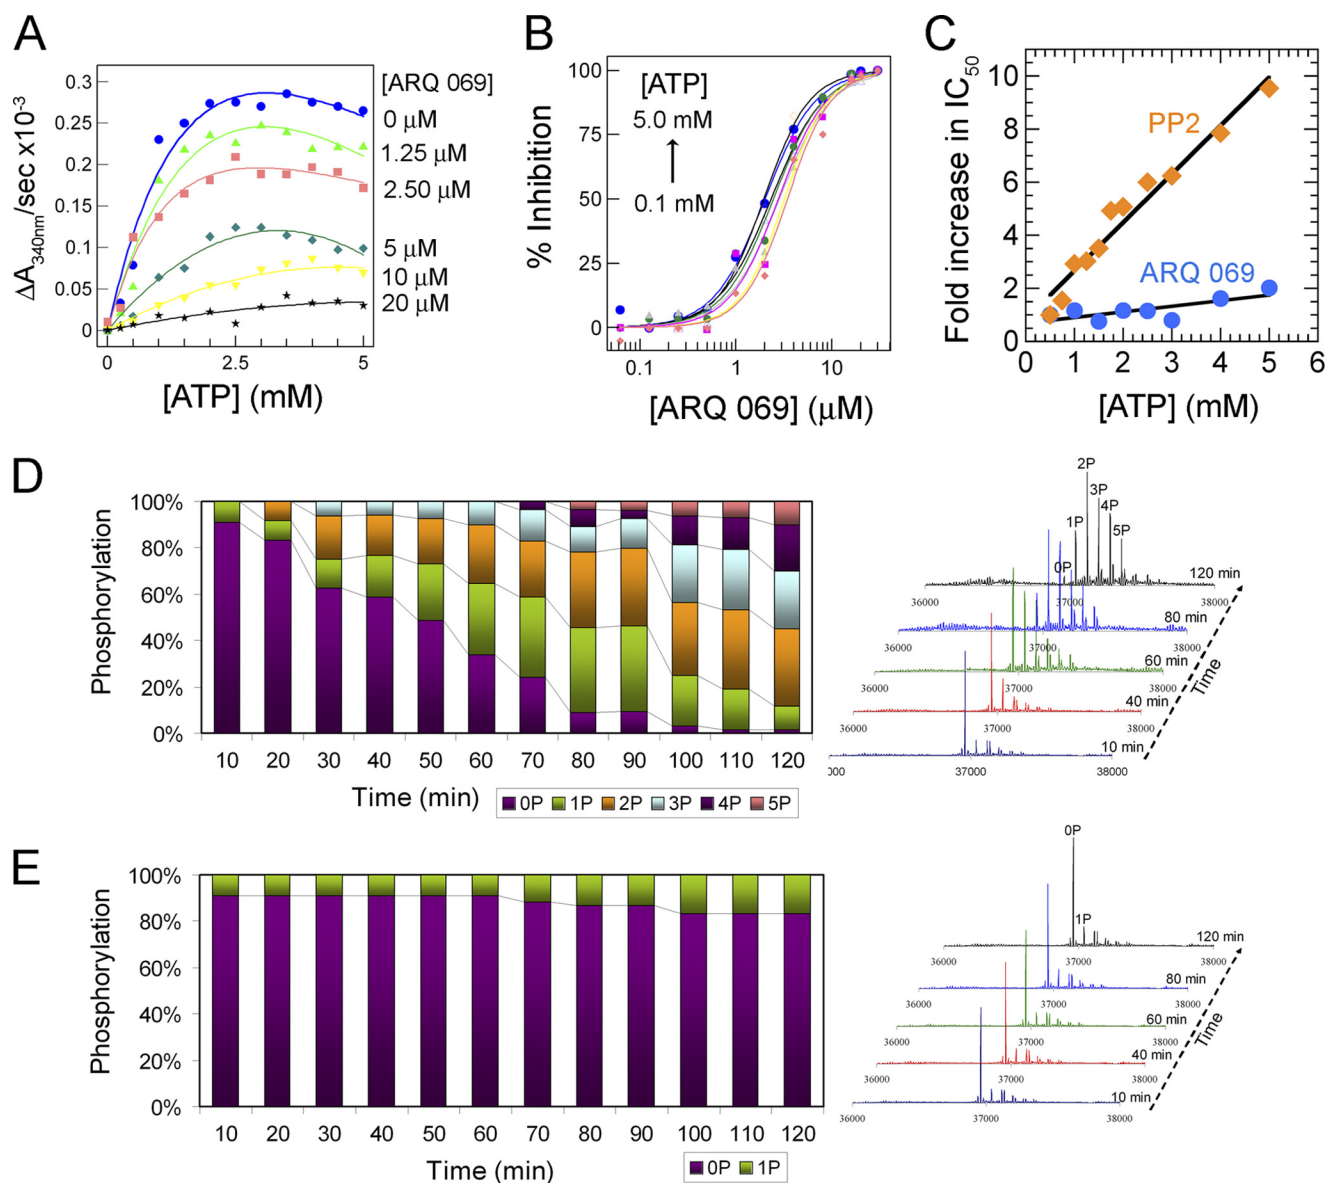 A
[ARQ 069]
0.3
0.25
0.2
0.15
0.1
0.05
0
0 μM
1.25 μM
2.50 μM
5 μM
10 μM
20 μM
ΔA340nm/sec x10-3
0 2.5 5
[ATP] (mM)
B
100
75
50
25
0
% Inhibition
[ATP]
5.0 mM
0.1 mM
0.1 1 10
[ARQ 069] (μM)
C
10
8
6
4
2
0
Fold increase in IC50
PP2
ARQ 069
0 1 2 3 4 5 6
[ATP] (mM)
D
100%
80%
60%
40%
20%
0%
Phosphorylation
10 20 30 40 50 60 70 80 90 100 110 120
Time (min)
0P 1P 2P 3P 4P 5P
0P
1P
2P
3P
4P
5P
120 min
36000 37000 38000
80 min
36000 37000 38000
60 min
36000 37000 38000
40 min
36000 37000 38000
10 min
000 37000 38000
Time
E
100%
80%
60%
40%
20%
0%
Phosphorylation
10 20 30 40 50 60 70 80 90 100 110 120
Time (min)
0P 1P
0P
1P
120 min
36000 37000 38000
80 min
36000 37000 38000
60 min
36000 37000 38000
40 min
36000 37000 38000
10 min
36000 37000 38000
Time